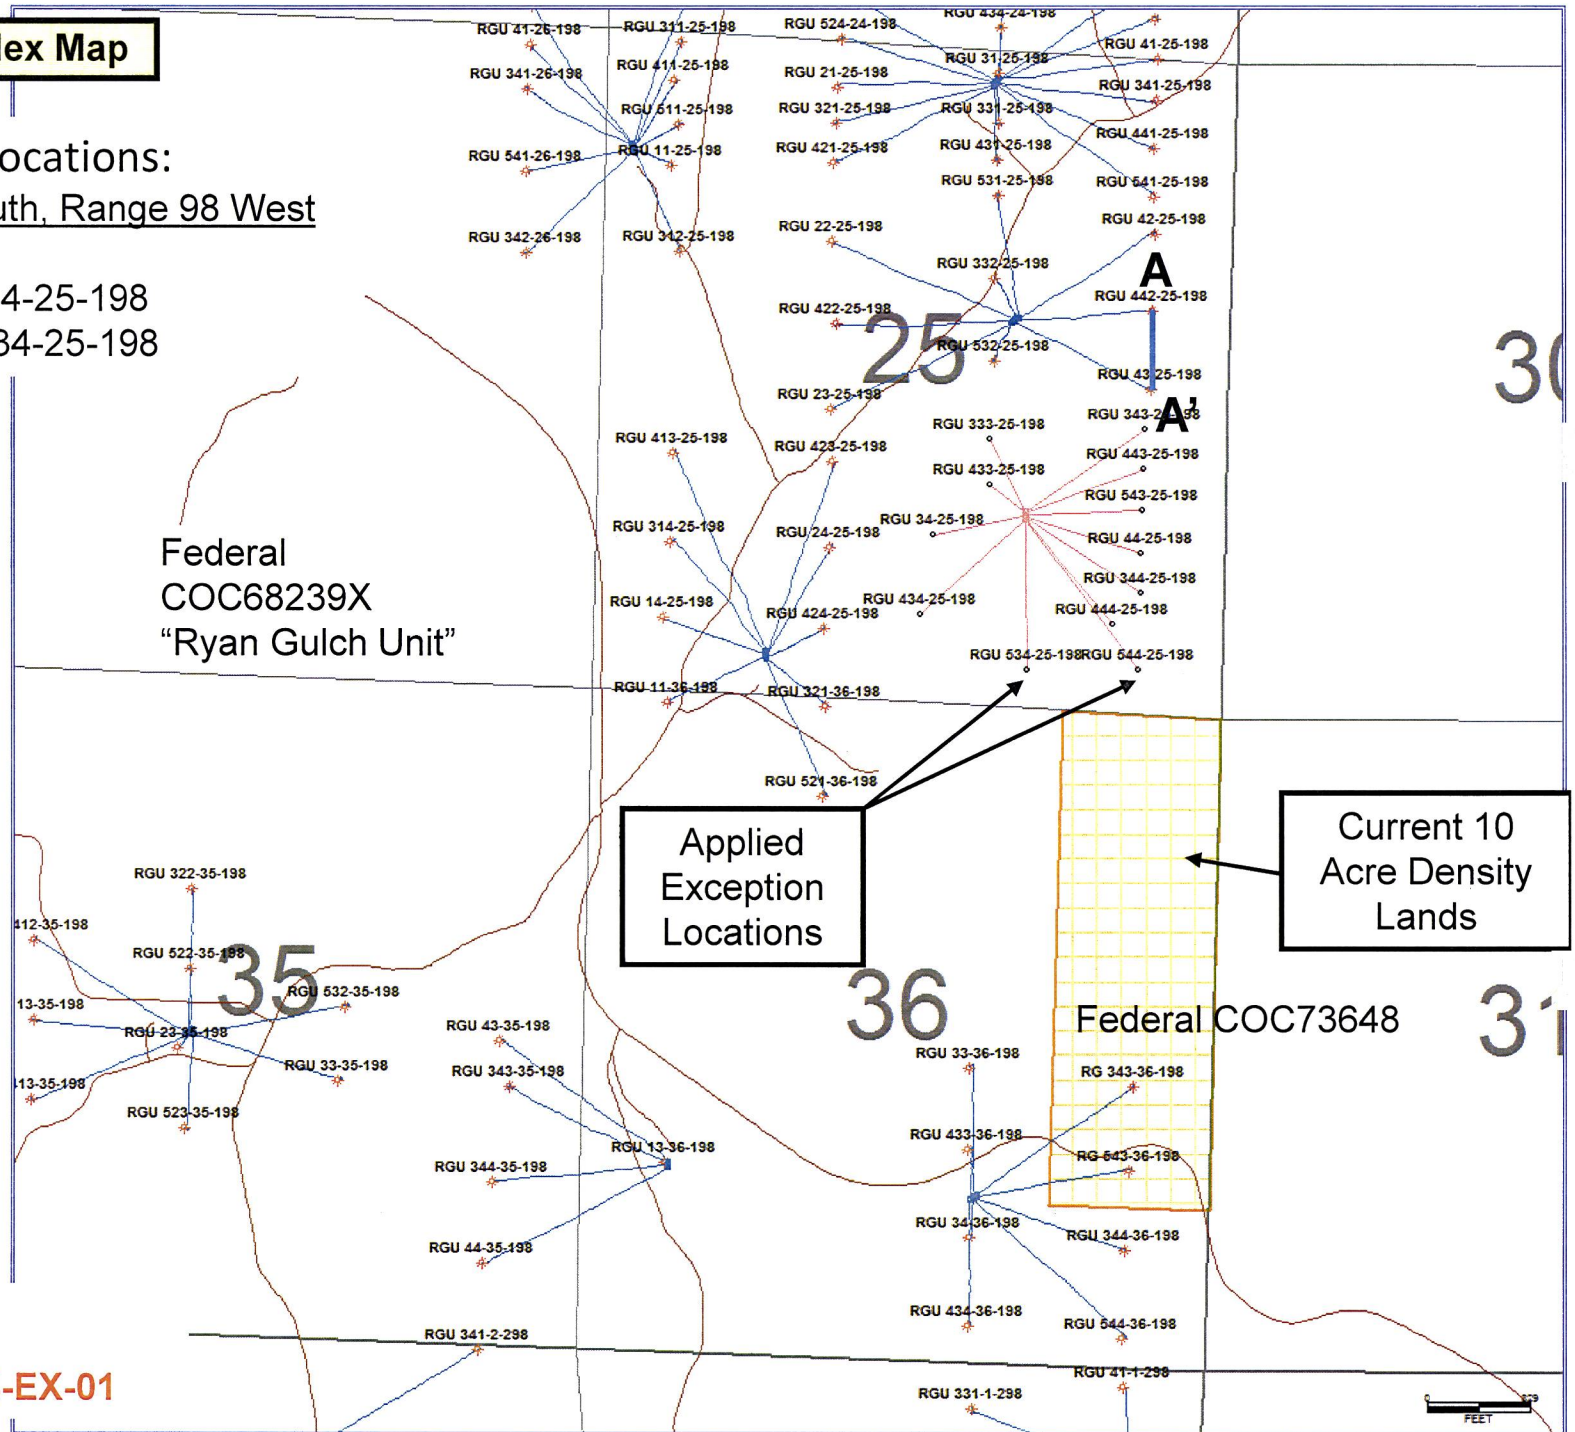 lex Map
ocations:
uth, Range 98 West
4-25-198
34-25-198
RGU 41-26-198
RGU 311-25-198
RGU 524-24-198
RGU 434-24-198
RGU 341-26-198
RGU 411-25-198
RGU 21-25-198
RGU 31-25-198
RGU 41-25-198
RGU 511-25-198
RGU 321-25-198
RGU 331-25-198
RGU 341-25-198
RGU 541-26-198
RGU 11-25-198
RGU 421-25-198
RGU 431-25-198
RGU 441-25-198
RGU 531-25-198
RGU 541-25-198
RGU 342-26-198
RGU 312-25-198
RGU 22-25-198
RGU 42-25-198
RGU 332-25-198
A
RGU 422-25-198
RGU 442-25-198
25
30
RGU 532-25-198
RGU 43-25-198
RGU 23-25-198
A'
RGU 413-25-198
RGU 423-25-198
RGU 333-25-198
RGU 343-25-198
RGU 433-25-198
RGU 443-25-198
RGU 543-25-198
RGU 314-25-198
RGU 24-25-198
RGU 34-25-198
RGU 44-25-198
Federal
COC68239X
“Ryan Gulch Unit”
RGU 14-25-198
RGU 424-25-198
RGU 434-25-198
RGU 344-25-198
RGU 444-25-198
RGU 534-25-198
RGU 544-25-198
RGU 11-36-198
RGU 321-36-198
RGU 521-36-198
Applied
Exception
Locations
Current 10
Acre Density
Lands
RGU 322-35-198
412-35-198
RGU 522-35-198
35
RGU 532-35-198
13-35-198
RGU 23-35-198
RGU 33-35-198
413-35-198
RGU 523-35-198
36
31
Federal COC73648
RGU 43-35-198
RGU 343-35-198
RGU 33-36-198
RG 343-36-198
RGU 13-36-198
RGU 433-36-198
RG 543-36-198
RGU 344-35-198
RGU 34-36-198
RGU 344-36-198
RGU 44-35-198
RGU 434-36-198
RGU 544-36-198
RGU 341-2-298
RGU 331-1-298
RGU 41-1-298
-EX-01
0
FEET